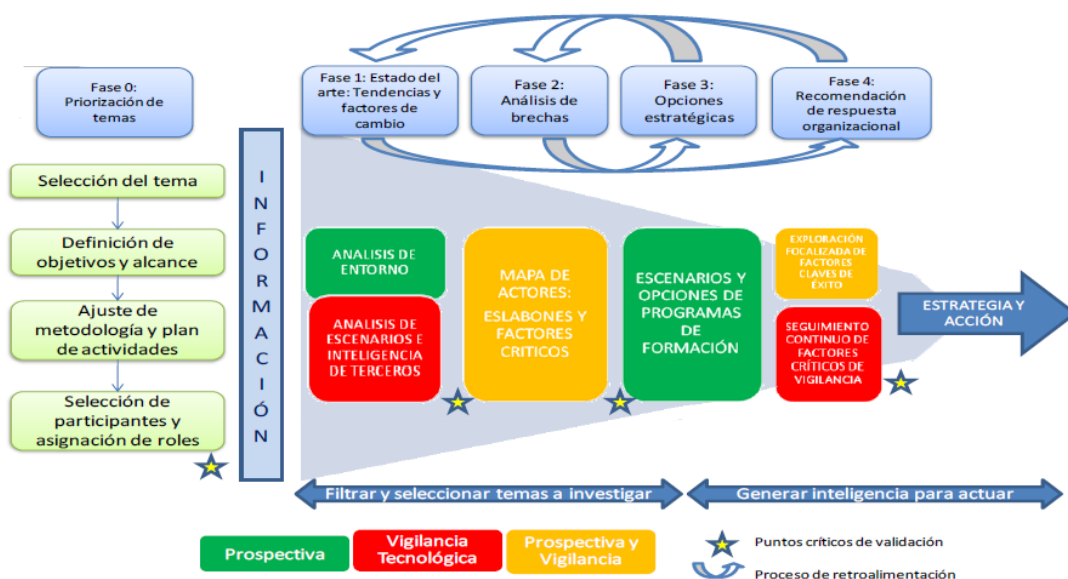 Fase 0:
Priorización de
temas
Fase 1: Estado del
arte: Tendencias y
factores de
cambio
Fase 2:
Análisis de
brechas
Fase 3:
Opciones
estratégicas
Fase 4:
Recomendación
de respuesta
organizacional
Selección del tema
Definición de
objetivos y alcance
Ajuste de
metodología y plan
de actividades
Selección de
participantes y
asignación de roles
I
N
F
O
R
M
A
C
I
Ó
N
ANALISIS DE
ENTORNO
ANALISIS DE
ESCENARIOS E
INTELIGENCIA
DE TERCEROS
MAPA DE
ACTORES:
ESLABONES Y
FACTORES
CRITICOS
ESCENARIOS Y
OPCIONES DE
PROGRAMAS
DE
FORMACIÓN
EXPLORACIÓN
FOCALIZADA DE
FACTORES
CLAVES DE
ÉXITO
SEGUIMIENTO
CONTINUO DE
FACTORES
CRÍTICOS DE
VIGILANCIA
ESTRATEGIA Y
ACCIÓN
Filtrar y seleccionar temas a investigar
Generar inteligencia para actuar
Prospectiva
Vigilancia
Tecnológica
Prospectiva y
Vigilancia
Puntos críticos de validación
Proceso de retroalimentación